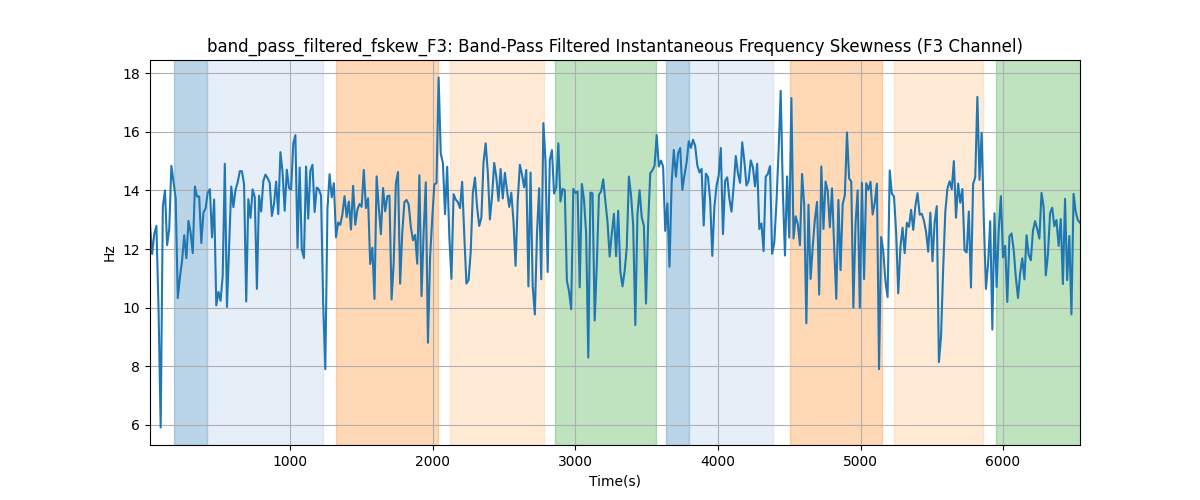 band_pass_filtered_fskew_F3: Band-Pass Filtered Instantaneous Frequency Skewness (F3 Channel)
18
16
14
12
10
8
6
Hz
1000 2000 3000 4000 5000 6000
Time(s)